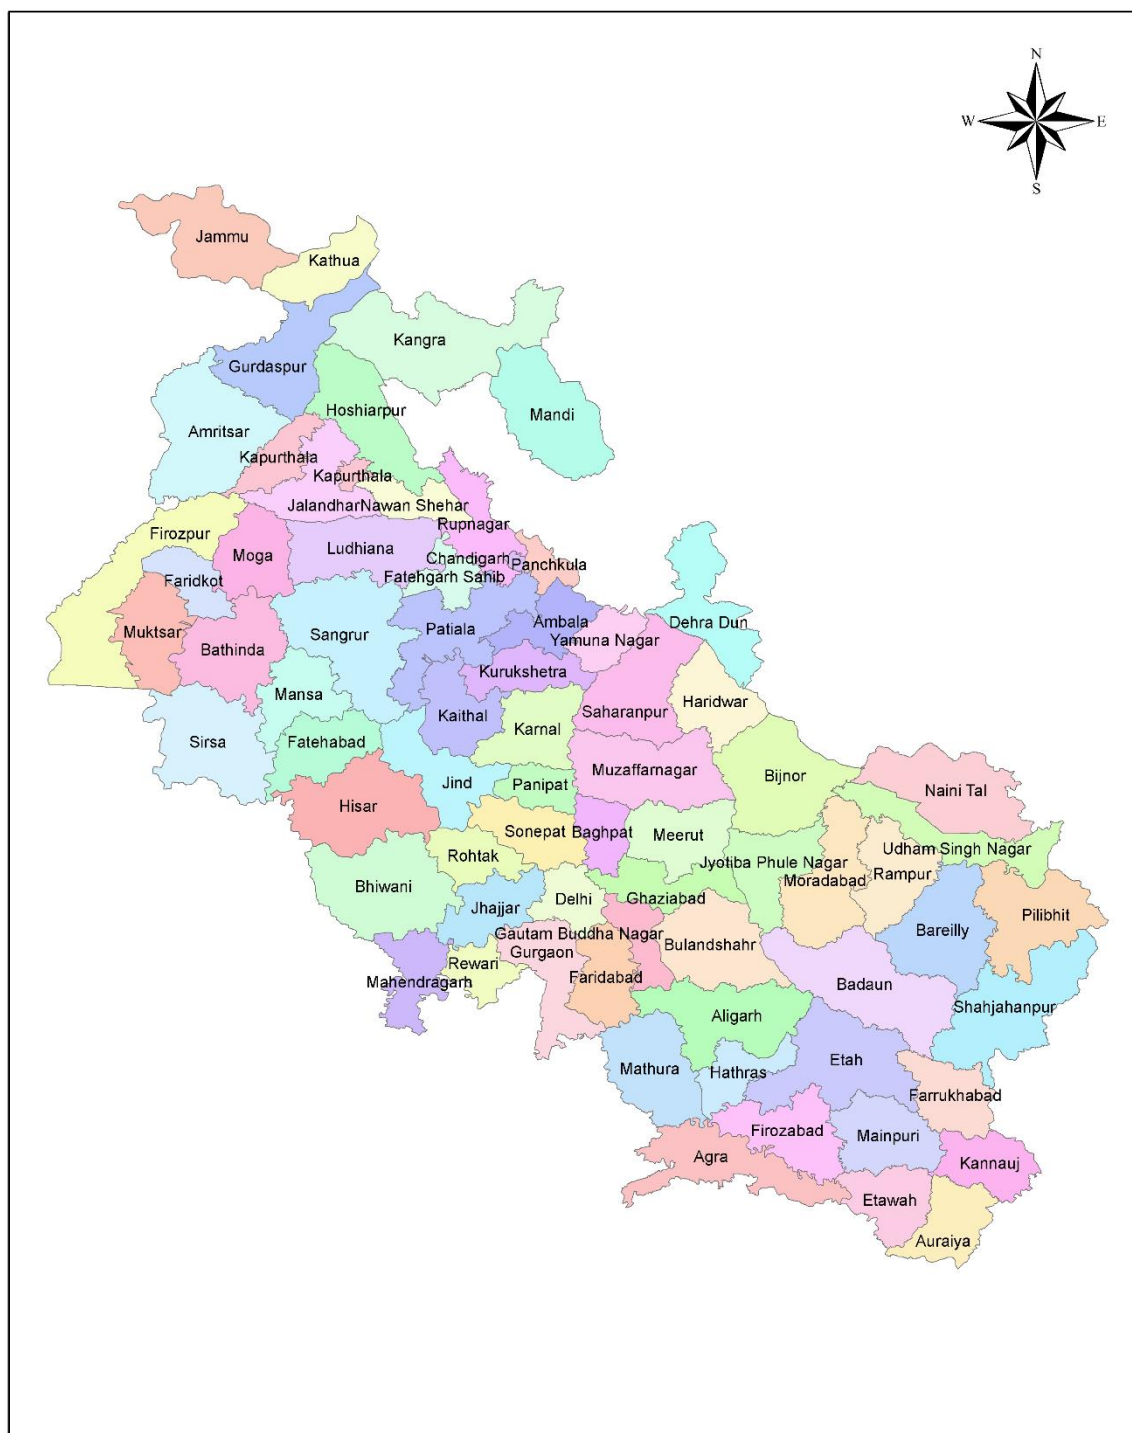 N
W E
S
Jammu
Kathua
Kangra
Gurdaspur
Hoshiarpur
Mandi
Amritsar
Kapurthala
Kapurthala
Jalandhar
Nawan Shehar
Rupnagar
Firozpur
Moga
Ludhiana
Chandigarh
Panchkula
Faridkot
Fatehgarh Sahib
Muktsar
Bathinda
Sangrur
Patiala
Ambala
Yamuna Nagar
Dehra Dun
Kurukshetra
Mansa
Kaithal
Karnal
Saharanpur
Haridwar
Sirsa
Fatehabad
Jind
Panipat
Muzaffarnagar
Bijnor
Naini Tal
Hisar
Sonepat
Baghpat
Meerut
Udham Singh Nagar
Rohtak
Jyotiba Phule Nagar
Moradabad
Rampur
Bhiwani
Jhajjar
Delhi
Ghaziabad
Pilibhit
Gautam Buddha Nagar
Bulandshahr
Bareilly
Gurgaon
Rewari
Mahendragarh
Faridabad
Badaun
Shahjahanpur
Aligarh
Mathura
Hathras
Etah
Farrukhabad
Firozabad
Mainpuri
Agra
Kannauj
Etawah
Auraiya